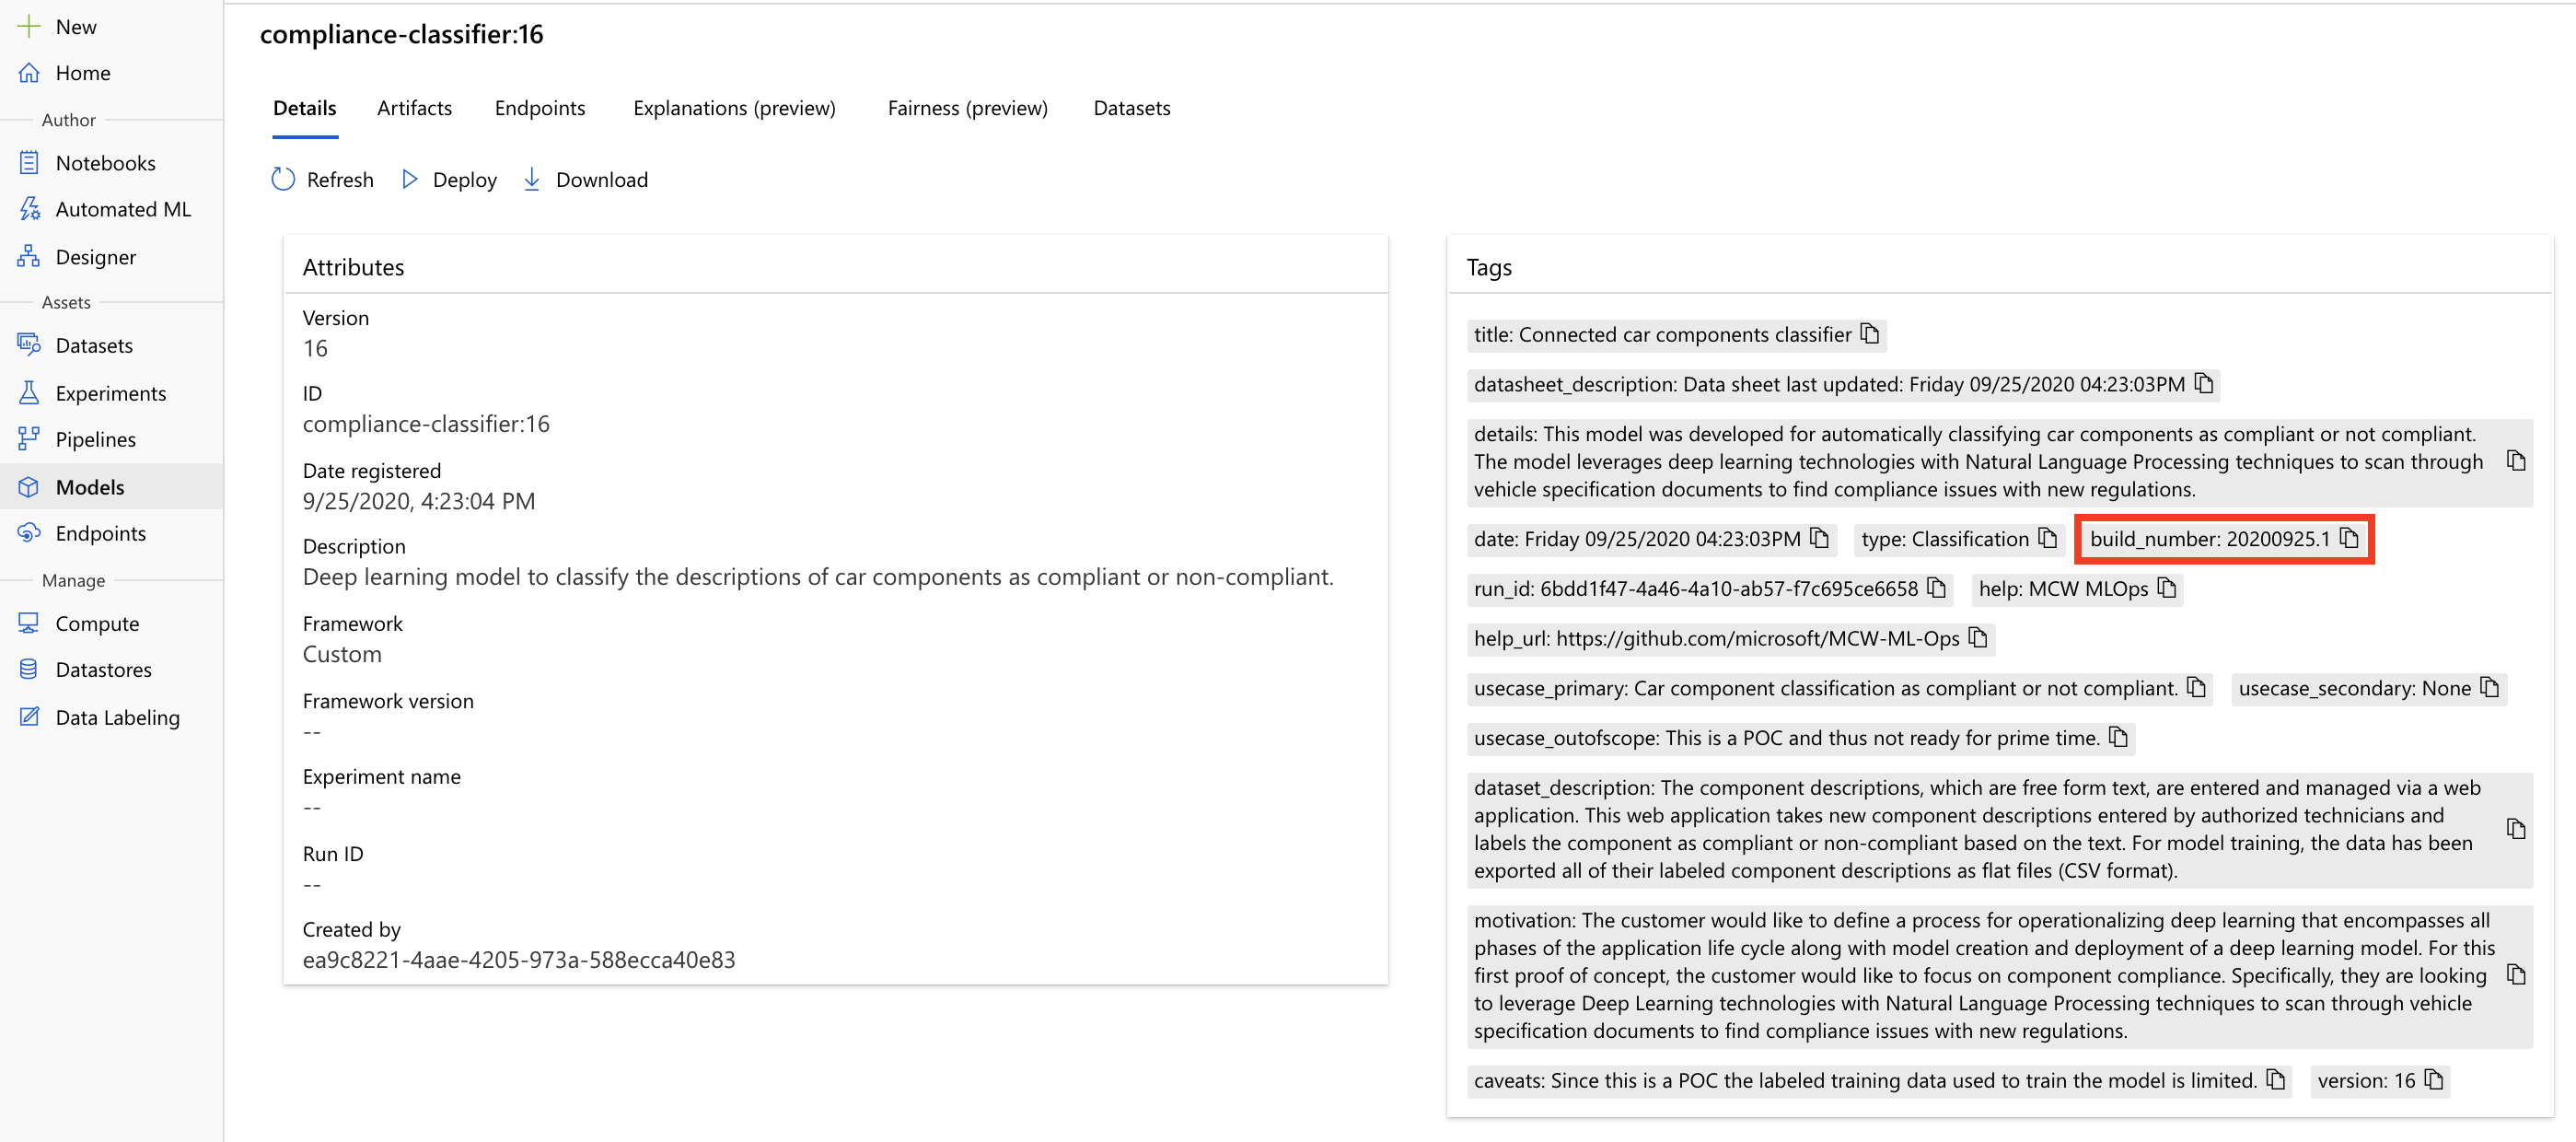 New
Home
Author
Notebooks
Automated ML
Designer
Assets
Datasets
Experiments
Pipelines
Models
Endpoints
Manage
Compute
Datastores
Data Labeling
compliance-classifier:16
Details Artifacts Endpoints Explanations (preview) Fairness (preview) Datasets
Refresh Deploy Download
Attributes
Version
16
ID
compliance-classifier:16
Date registered
9/25/2020, 4:23:04 PM
Description
Deep learning model to classify the descriptions of car components as compliant or non-compliant.
Framework
Custom
Framework version
--
Experiment name
--
Run ID
--
Created by
ea9c8221-4aae-4205-973a-588ecca40e83
Tags
title: Connected car components classifier
datasheet_description: Data sheet last updated: Friday 09/25/2020 04:23:03PM
details: This model was developed for automatically classifying car components as compliant or not compliant.
The model leverages deep learning technologies with Natural Language Processing techniques to scan through
vehicle specification documents to find compliance issues with new regulations.
date: Friday 09/25/2020 04:23:03PM type: Classification build_number: 20200925.1
run_id: 6bdd1f47-4a46-4a10-ab57-f7c695ce6658 help: MCW MLOps
help_url: https://github.com/microsoft/MCW-ML-Ops
usecase_primary: Car component classification as compliant or not compliant. usecase_secondary: None
usecase_outofscope: This is a POC and thus not ready for prime time.
dataset_description: The component descriptions, which are free form text, are entered and managed via a web
application. This web application takes new component descriptions entered by authorized technicians and
labels the component as compliant or non-compliant based on the text. For model training, the data has been
exported all of their labeled component descriptions as flat files (CSV format).
motivation: The customer would like to define a process for operationalizing deep learning that encompasses all
phases of the application life cycle along with model creation and deployment of a deep learning model. For this
first proof of concept, the customer would like to focus on component compliance. Specifically, they are looking
to leverage Deep Learning technologies with Natural Language Processing techniques to scan through vehicle
specification documents to find compliance issues with new regulations.
caveats: Since this is a POC the labeled training data used to train the model is limited. version: 16